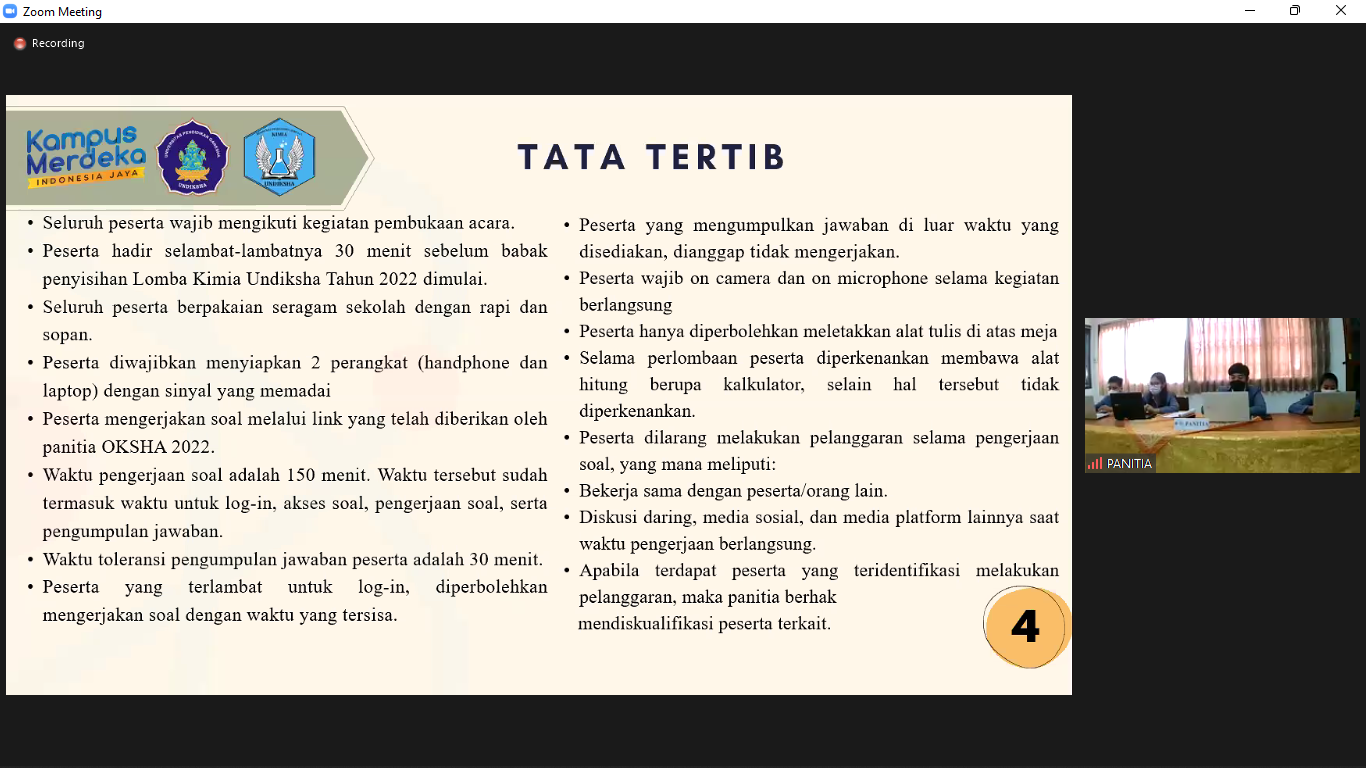 Zoom Meeting
Recording
Kampus
Merdeka
INDONESIA JAYA
UNIVERSITAS PENDIDIKAN GANESHA
UNDIKSHA
KIMIA
UNDIKSHA
TATA TERTIB
• Seluruh peserta wajib mengikuti kegiatan pembukaan acara.
• Peserta hadir selambat-lambatnya 30 menit sebelum babak
penyisihan Lomba Kimia Undiksha Tahun 2022 dimulai.
• Seluruh peserta berpakaian seragam sekolah dengan rapi dan
sopan.
• Peserta diwajibkan menyiapkan 2 perangkat (handphone dan
laptop) dengan sinyal yang memadai
• Peserta mengerjakan soal melalui link yang telah diberikan oleh
panitia OKSHA 2022.
• Waktu pengerjaan soal adalah 150 menit. Waktu tersebut sudah
termasuk waktu untuk log-in, akses soal, pengerjaan soal, serta
pengumpulan jawaban.
• Waktu toleransi pengumpulan jawaban peserta adalah 30 menit.
• Peserta yang terlambat untuk log-in, diperbolehkan
mengerjakan soal dengan waktu yang tersisa.
• Peserta yang mengumpulkan jawaban di luar waktu yang
disediakan, dianggap tidak mengerjakan.
• Peserta wajib on camera dan on microphone selama kegiatan
berlangsung
• Peserta hanya diperbolehkan meletakkan alat tulis di atas meja
• Selama perlombaan peserta diperkenankan membawa alat
hitung berupa kalkulator, selain hal tersebut tidak
diperkenankan.
• Peserta dilarang melakukan pelanggaran selama pengerjaan
soal, yang mana meliputi:
• Bekerja sama dengan peserta/orang lain.
• Diskusi daring, media sosial, dan media platform lainnya saat
waktu pengerjaan berlangsung.
• Apabila terdapat peserta yang teridentifikasi melakukan
pelanggaran, maka panitia berhak
mendiskualifikasi peserta terkait.
4
PANITIA
PANITIA